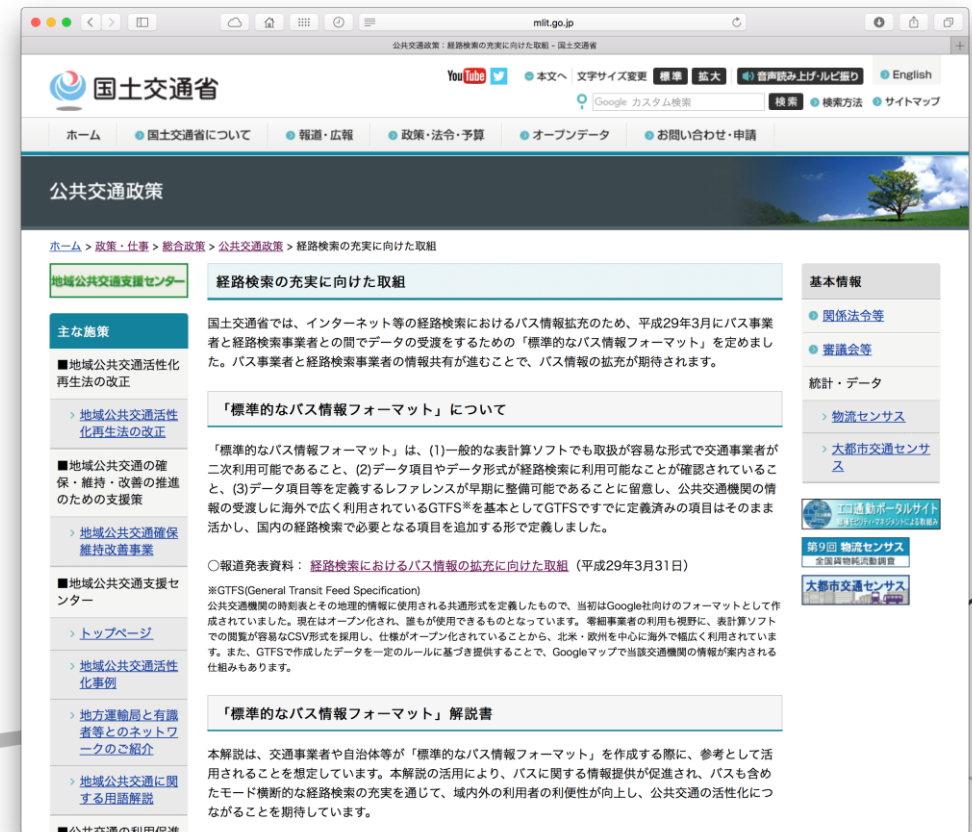 mlit.go.jp
公共交通政策：経路検索の充実に向けた取組 - 国土交通省
国土交通省
YouTube
本文へ 文字サイズ変更 標準 拡大 音声読み上げ・ルビ振り English
Google カスタム検索 検索 検索方法 サイトマップ
ホーム 国土交通省について 報道・広報 政策・法令・予算 オープンデータ お問い合わせ・申請
公共交通政策
ホーム > 政策・仕事 > 総合政策 > 公共交通政策 > 経路検索の充実に向けた取組
地域公共交通支援センター
主な施策
■地域公共交通活性化
再生法の改正
地域公共交通活性
化再生法の改正
■地域公共交通の確
保・維持・改善の推進
のための支援策
地域公共交通確保
維持改善事業
■地域公共交通支援セ
ンター
トップページ
地域公共交通活性
化事例
地方運輸局と有識
者等とのネットワ
ークのご紹介
地域公共交通に関
する用語解説
■公共交通の利用促進
経路検索の充実に向けた取組
国土交通省では、インターネット等の経路検索におけるバス情報拡充のため、平成29年3月にバス事業
者と経路検索事業者との間でデータの受渡をするための「標準的なバス情報フォーマット」を定めまし
た。バス事業者と経路検索事業者の情報共有が進むことで、バス情報の拡充が期待されます。
「標準的なバス情報フォーマット」について
「標準的なバス情報フォーマット」は、(1)一般的な表計算ソフトでも取扱が容易な形式で交通事業者が
二次利用可能であること、(2)データ項目やデータ形式が経路検索に利用可能なことが確認されているこ
と、(3)データ項目等を定義するレファレンスが早期に整備可能であることに留意し、公共交通機関の情
報の受渡しに海外で広く利用されているGTFS※を基本としてGTFSですでに定義済みの項目はそのまま
活かし、国内の経路検索で必要となる項目を追加する形で定義しました。
○報道発表資料： 経路検索におけるバス情報の拡充に向けた取組（平成29年3月31日）
※GTFS(General Transit Feed Specification)
公共交通機関の時刻表とその地理的情報に使用される共通形式を定義したもので、当初はGoogle社向けのフォーマットとして作
成されていました。現在はオープン化され、誰もが使用できるものとなっています。 零細事業者の利用も視野に、表計算ソフト
での閲覧が容易なCSV形式を採用し、仕様がオープン化されていることから、北米・欧州を中心に海外で幅広く利用されていま
す。また、GTFSで作成したデータを一定のルールに基づき提供することで、Googleマップで当該交通機関の情報が案内される
仕組みもあります。
「標準的なバス情報フォーマット」解説書
本解説は、交通事業者や自治体等が「標準的なバス情報フォーマット」を作成する際に、参考として活
用されることを想定しています。本解説の活用により、バスに関する情報提供が促進され、バスも含め
たモード横断的な経路検索の充実を通じて、域内外の利用者の利便性が向上し、公共交通の活性化につ
ながることを期待しています。
基本情報
関係法令等
審議会等
統計・データ
物流センサス
大都市交通センサ
ス
エコ通勤ポータルサイト
第9回 物流センサス
全国貨物純流動調査
大都市交通センサス